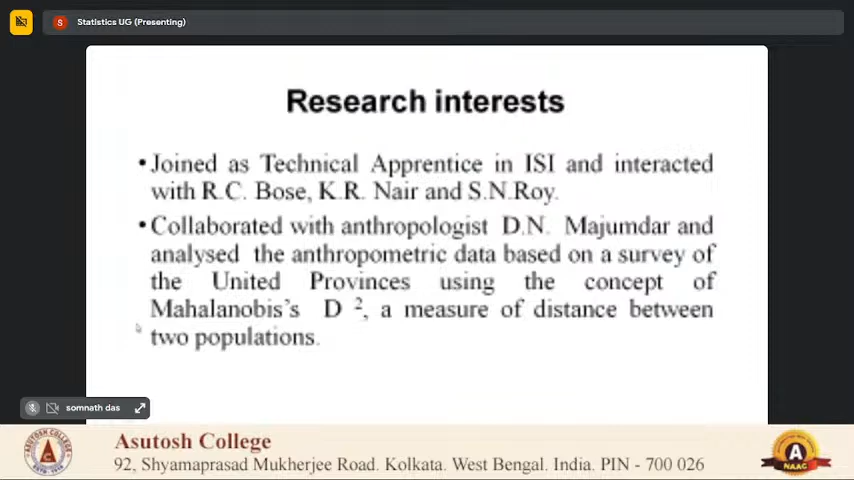 Statistics UG (Presenting)
S
Research interests
•Joined as Technical Apprentice in ISI and interacted
with R.C. Bose, K.R. Nair and S.N.Roy.
•Collaborated with anthropologist D.N. Majumdar and
analysed the anthropometric data based on a survey of
the United Provinces using the concept of
Mahalanobis's D ², a measure of distance between
two populations.
somnath das
Asutosh College
92, Shyamaprasad Mukherjee Road. Kolkata. West Bengal. India. PIN - 700 026
ASUTOSH COLLEGE
A
NAAC